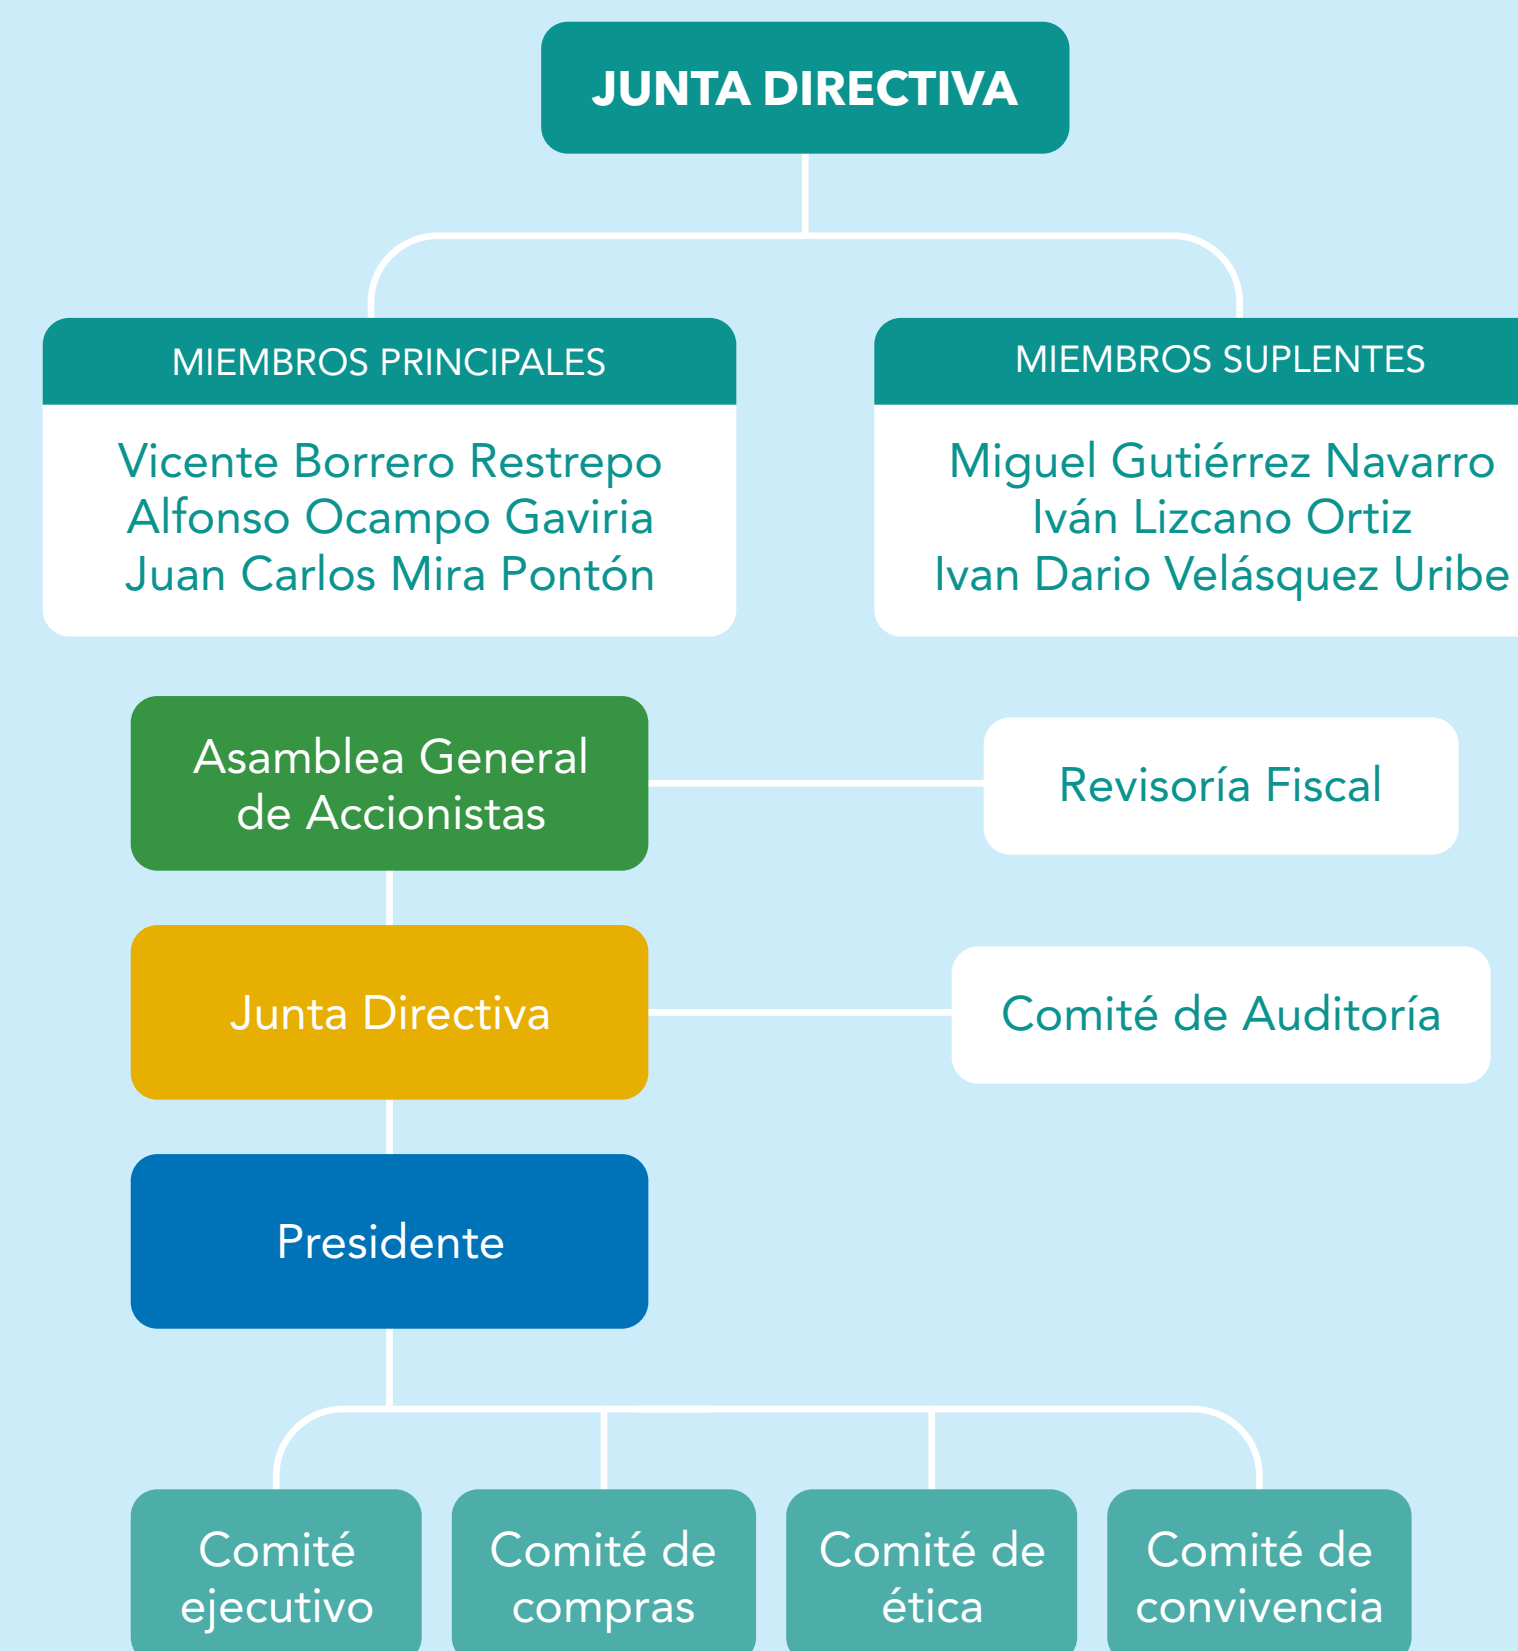 JUNTA DIRECTIVA
MIEMBROS PRINCIPALES
Vicente Borrero Restrepo
Alfonso Ocampo Gaviria
Juan Carlos Mira Pontón
MIEMBROS SUPLENTES
Miguel Gutiérrez Navarro
Iván Lizcano Ortiz
Ivan Dario Velásquez Uribe
Asamblea General
de Accionistas
Revisoría Fiscal
Junta Directiva
Comité de Auditoría
Presidente
Comité
ejecutivo
Comité de
compras
Comité de
ética
Comité de
convivencia